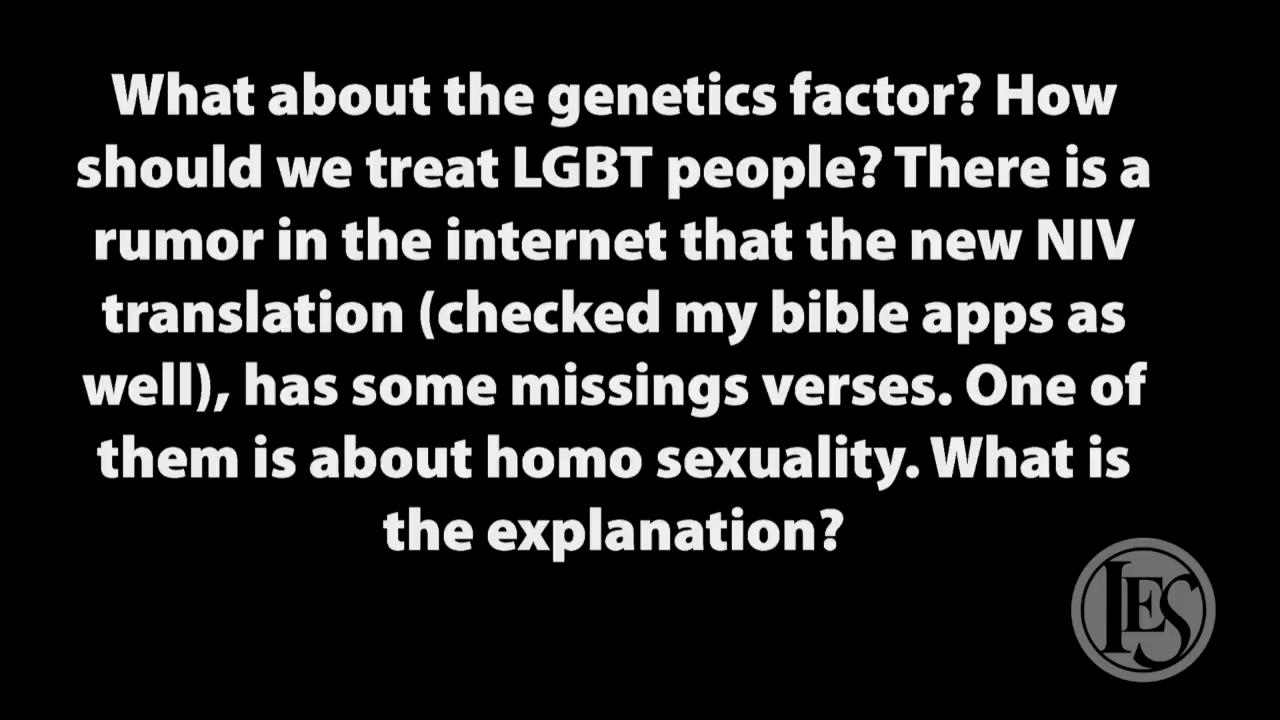 What about the genetics factor? How
should we treat LGBT people? There is a
rumor in the internet that the new NIV
translation (checked my bible apps as
well), has some missings verses. One of
them is about homo sexuality. What is
the explanation?
IES